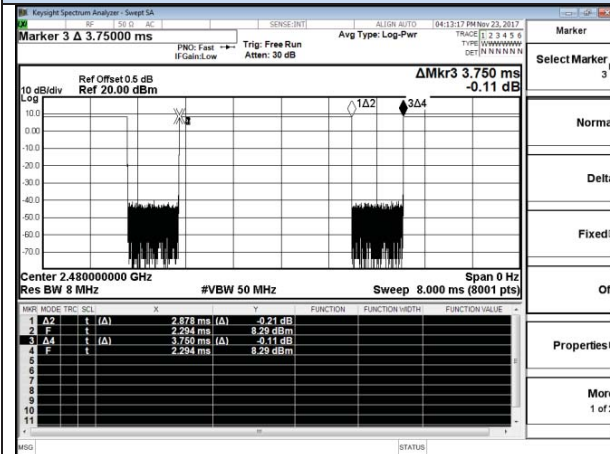 Keysight Spectrum Analyzer - Swept SA
RF 50 Ω AC SENSE:INT ALIGN AUTO 04:13:17 PM Nov 23, 2017
Marker 3 Δ 3.75000 ms
PNO: Fast
IFGain:Low
Trig: Free Run
Atten: 30 dB
Avg Type: Log-Pwr
TRACE 1 2 3 4 5 6
TYPE WWWWWW
DET N N N N N N
Ref Offset 0.5 dB
10 dB/div Ref 20.00 dBm
Log
ΔMkr3 3.750 ms
-0.11 dB
1Δ2
3Δ4
10.0
0.00
-10.0
-20.0
-30.0
-40.0
-50.0
-60.0
-70.0
Center 2.480000000 GHz Span 0 Hz
Res BW 8 MHz #VBW 50 MHz Sweep 8.000 ms (8001 pts)
MKR MODE TRC SCL X Y FUNCTION FUNCTION WIDTH FUNCTION VALUE
1 Δ2 t (Δ) 2.878 ms (Δ) -0.21 dB
2 F t 2.294 ms 8.29 dBm
3 Δ4 t (Δ) 3.750 ms (Δ) -0.11 dB
4 F t 2.294 ms 8.29 dBm
5
6
7
8
9
10
11
MSG STATUS
Marker
Select Marker
3
Norma
Delta
Fixed
Of
Properties
More
1 of 2